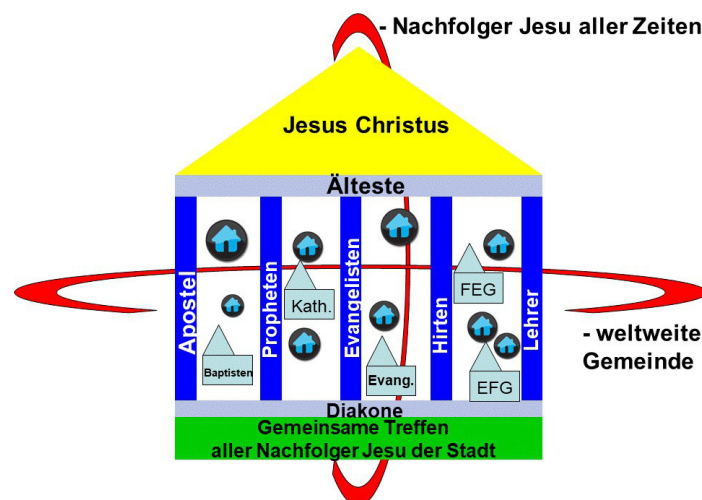 - Nachfolger Jesu aller Zeiten
Jesus Christus
Älteste
Apostel
Propheten
Evangelisten
Hirten
Lehrer
Kath.
FEG
Baptisten
Evang.
EFG
- weltweite
Gemeinde
Diakone
Gemeinsame Treffen
aller Nachfolger Jesu der Stadt